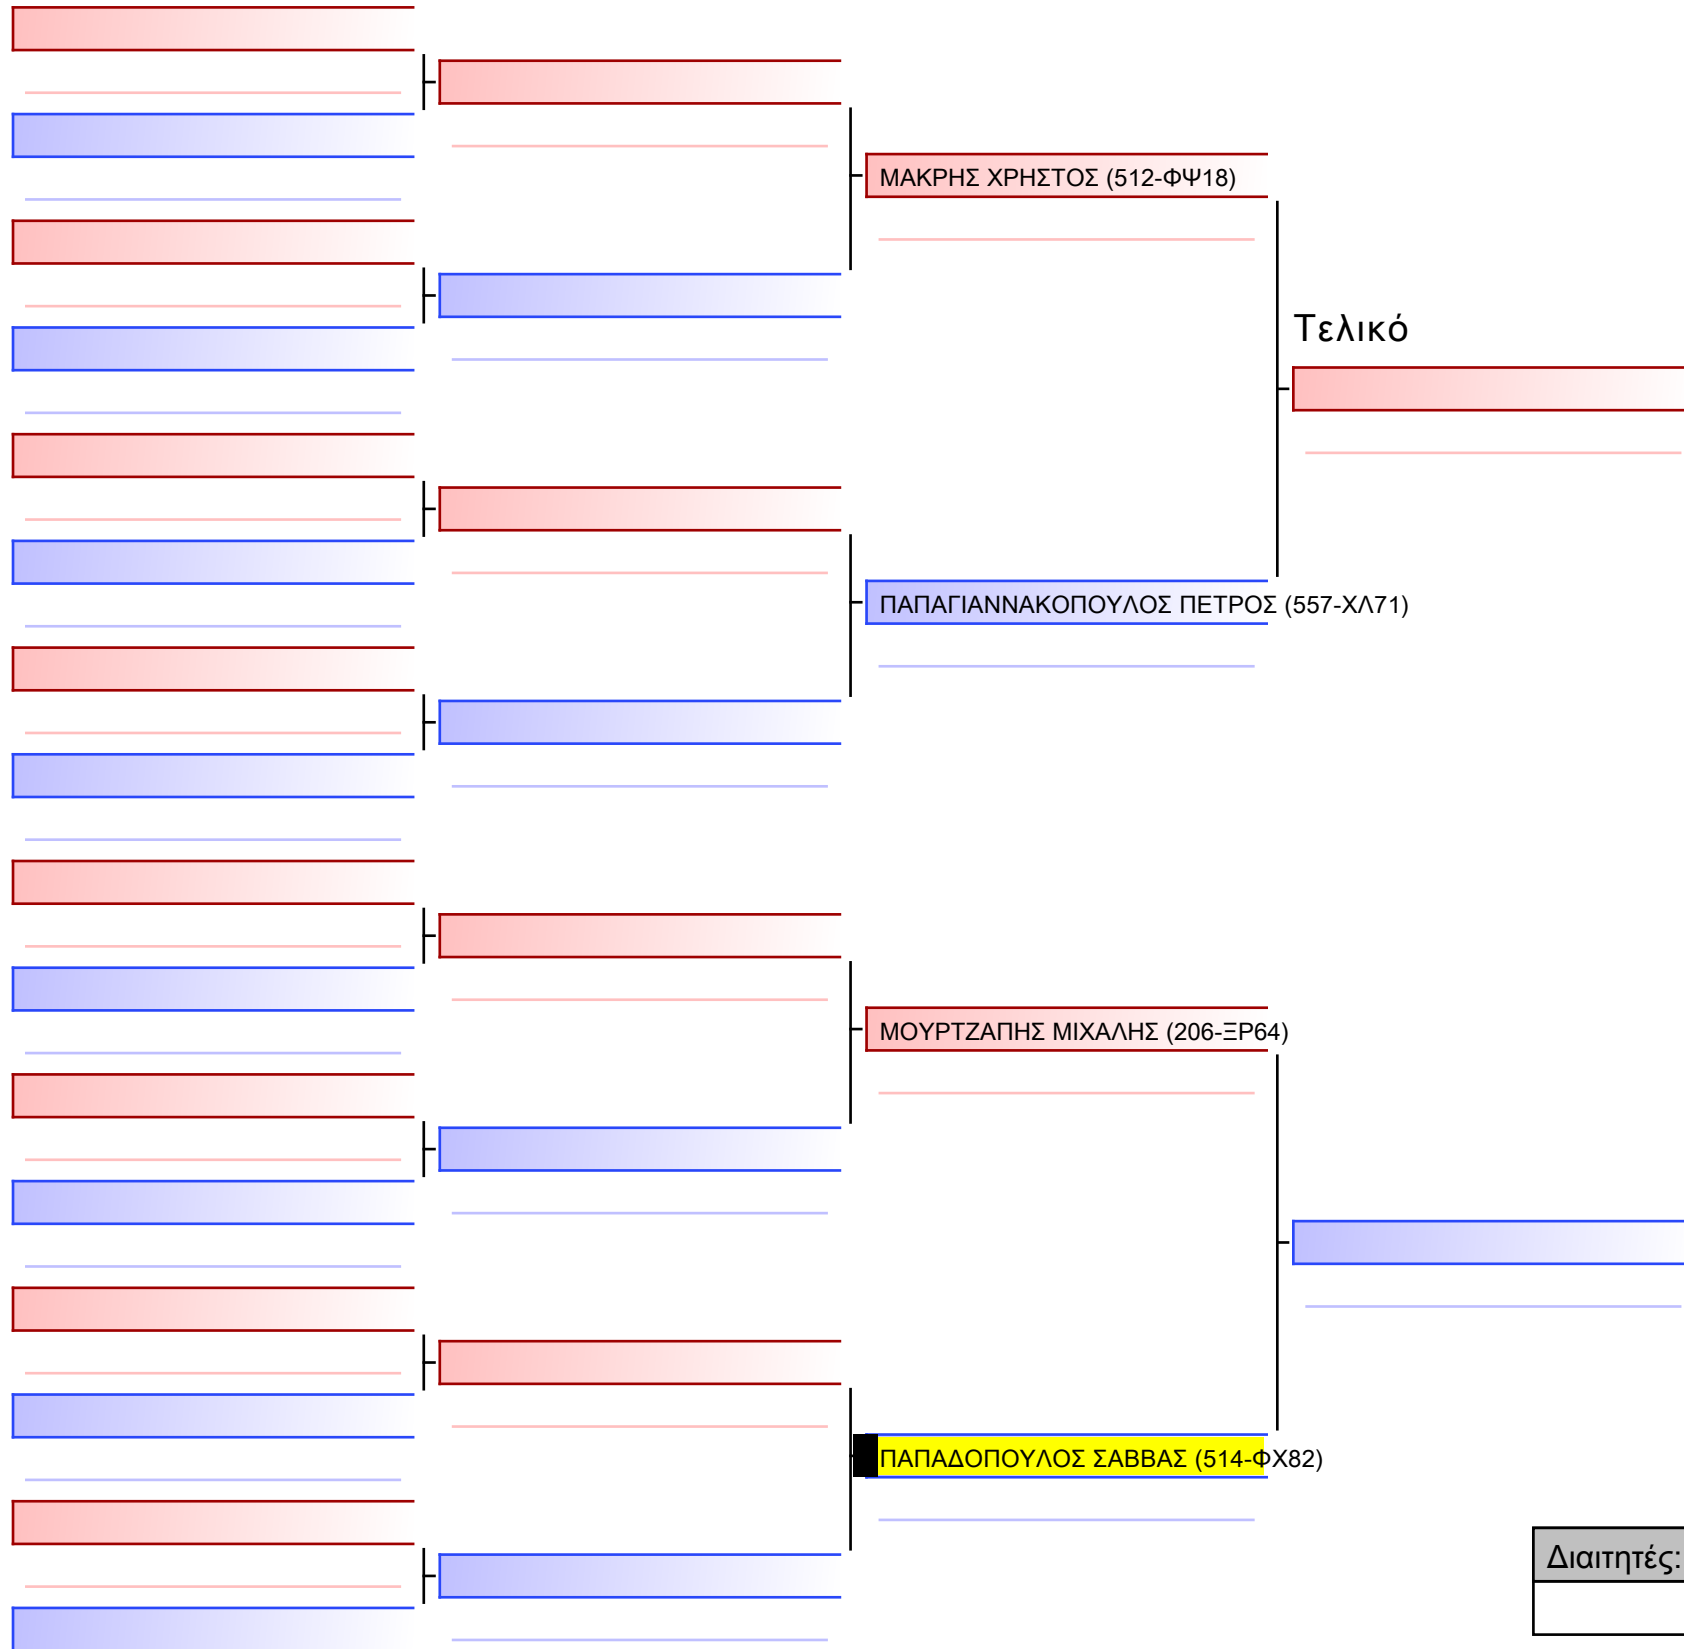 ΜΑΚΡΗΣ ΧΡΗΣΤΟΣ (512-ΦΨ18)
Τελικό
ΠΑΠΑΓΙΑΝΝΑΚΟΠΟΥΛΟΣ ΠΕΤΡΟΣ (557-ΧΛ71)
ΜΟΥΡΤΖΑΠΗΣ ΜΙΧΑΛΗΣ (206-ΞΡ64)
ΠΑΠΑΔΟΠΟΥΛΟΣ ΣΑΒΒΑΣ (514-ΦΧ82)
Διαιτητές: